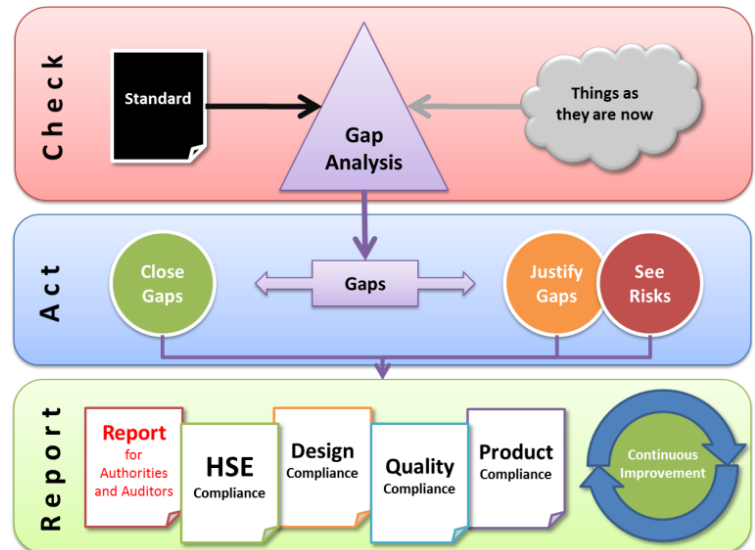 Check
Standard
Gap
Analysis
Things as
they are now
Act
Close
Gaps
Gaps
Justify
Gaps
See
Risks
Report
Report
for
Authorities
and Auditors
HSE
Compliance
Design
Compliance
Quality
Compliance
Product
Compliance
Continuous
Improvement